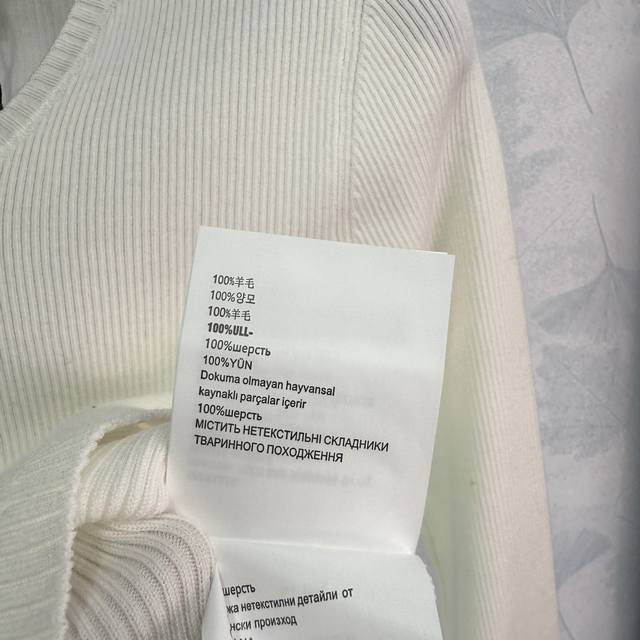 100%羊毛
100%양모
100%羊毛
100%ULL-
100%шерсть
100%YÜN
Dokuma olmayan hayvansal
kaynaklı parçalar içerir
100%шерсть
МІСТИТЬ НЕТЕКСТИЛЬНІ СКЛАДНИКИ
ТВАРИННОГО ПОХОДЖЕННЯ
шерсть
нетекстилни детайли от
произход